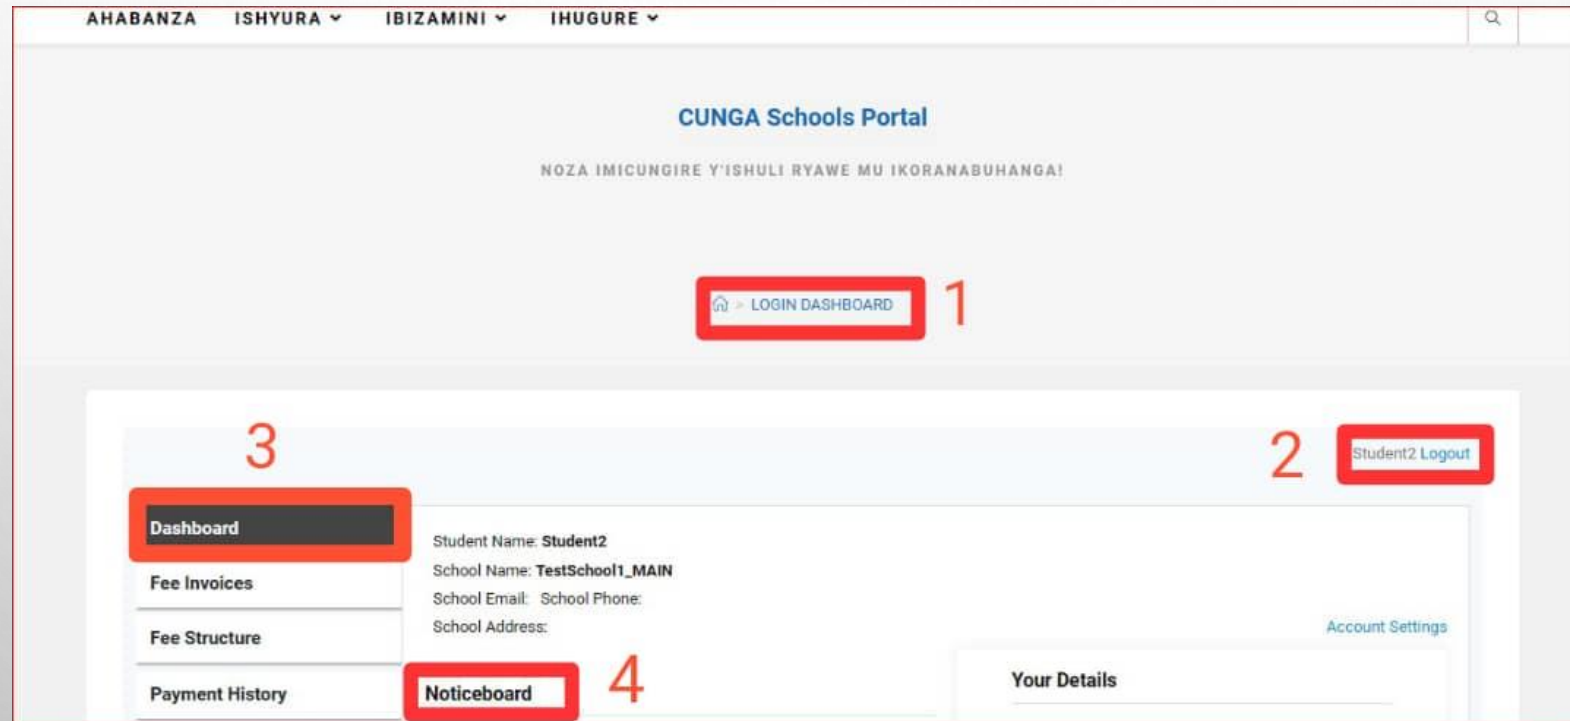 AHABANZA ISHYURA IBIZAMINI IHUGURE
CUNGA Schools Portal
NOZA IMICUNGIRE Y'ISHULI RYAWE MU IKORANABUHANGA!
> LOGIN DASHBOARD 1
3
2 Student2 Logout
Dashboard
Student Name: Student2
School Name: TestSchool1_MAIN
Fee Invoices
School Email: School Phone:
School Address:
Account Settings
Fee Structure
Payment History
Noticeboard 4
Your Details